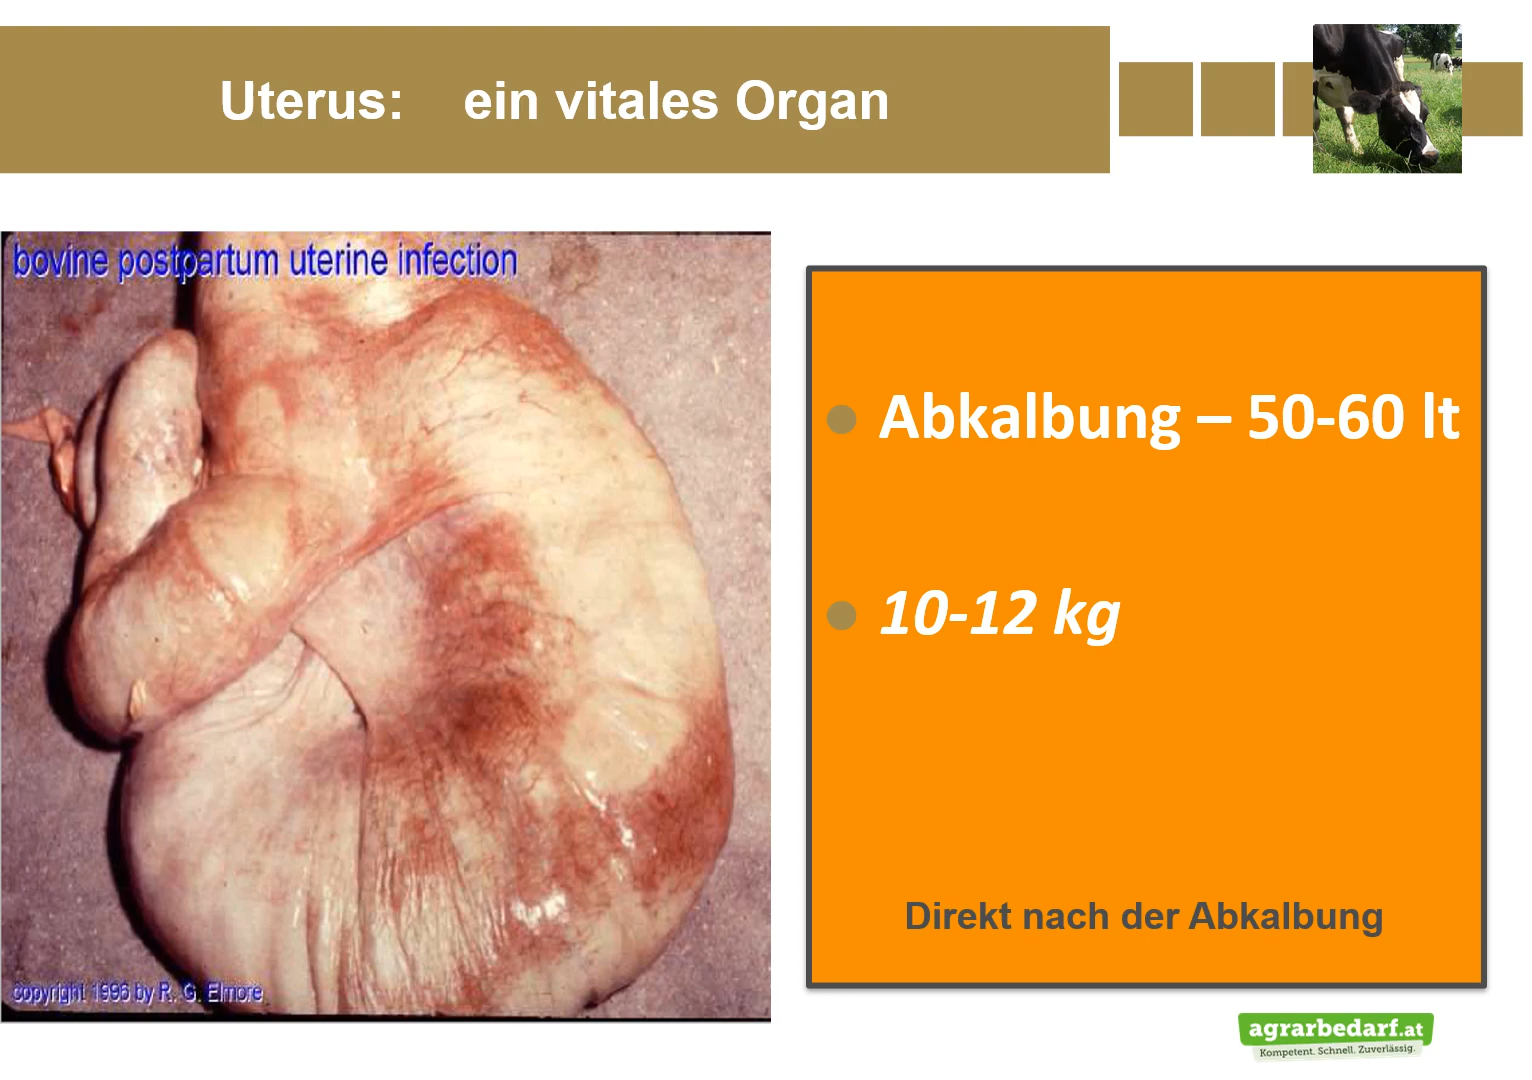 Uterus: ein vitales Organ
bovine postpartum uterine infection
Abkalbung – 50-60 lt
10-12 kg
Direkt nach der Abkalbung
copyright 1996 by R. G. Elmore
agrarbedarf.at
Kompetent. Schnell. Zuverlässig.